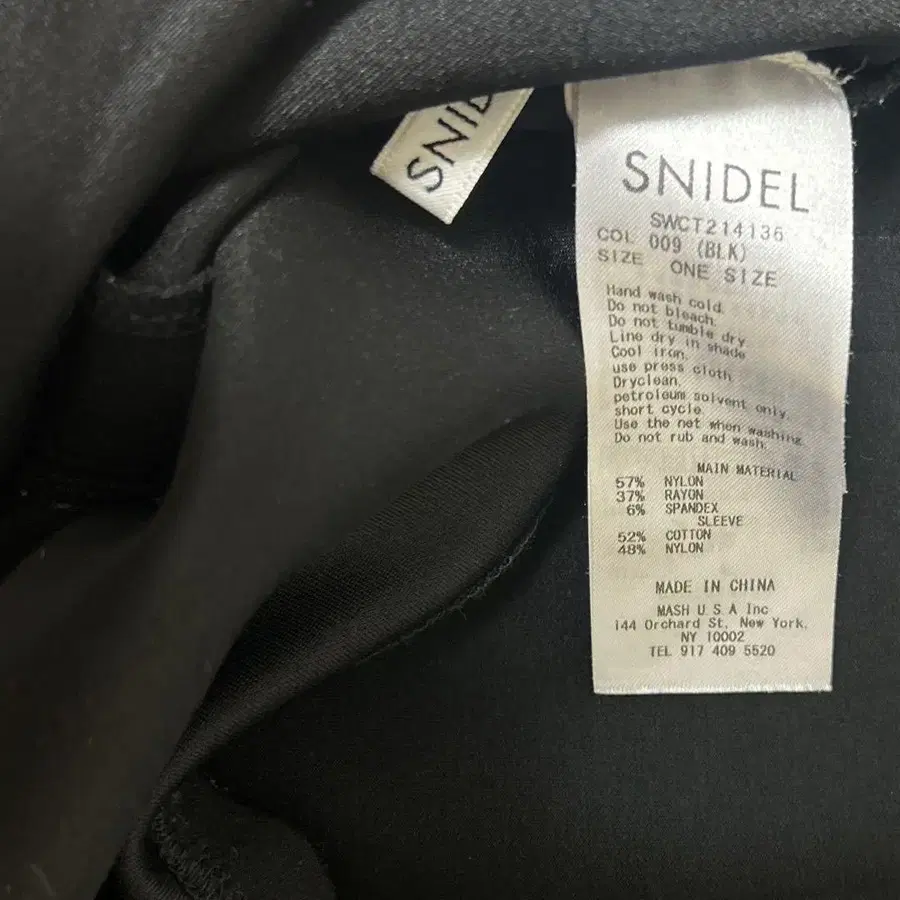 SNIDEL
SNIDEL
SWCT214136
COL 009 (BLK)
SIZE ONE SIZE
Hand wash cold.
Do not bleach.
Do not tumble dry
Line dry in shade
Cool iron.
use press cloth
Dryclean.
petroleum solvent only
short cycle.
Use the net when washing
Do not rub and wash.
MAIN MATERIAL
57% NYLON
37% RAYON
6% SPANDEX
SLEEVE
52% COTTON
48% NYLON
MADE IN CHINA
MASH U S A Inc
144 Orchard St, New York,
NY 10002
TEL 917 409 5520